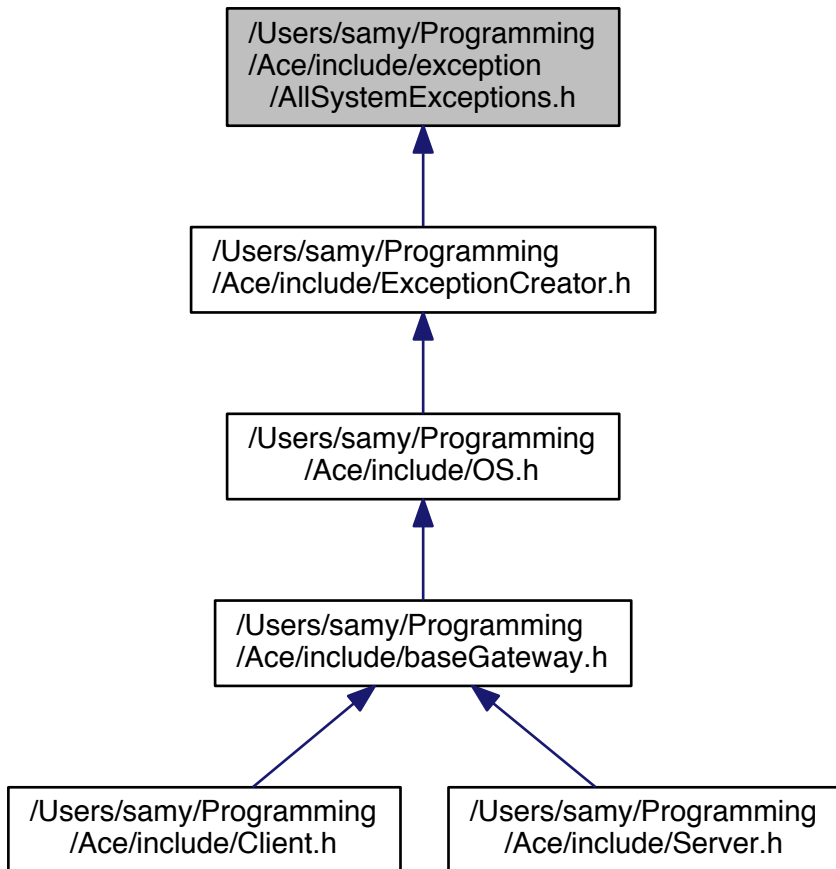 /Users/samy/Programming
/Ace/include/exception
/AllSystemExceptions.h
/Users/samy/Programming
/Ace/include/ExceptionCreator.h
/Users/samy/Programming
/Ace/include/OS.h
/Users/samy/Programming
/Ace/include/baseGateway.h
/Users/samy/Programming
/Ace/include/Client.h
/Users/samy/Programming
/Ace/include/Server.h